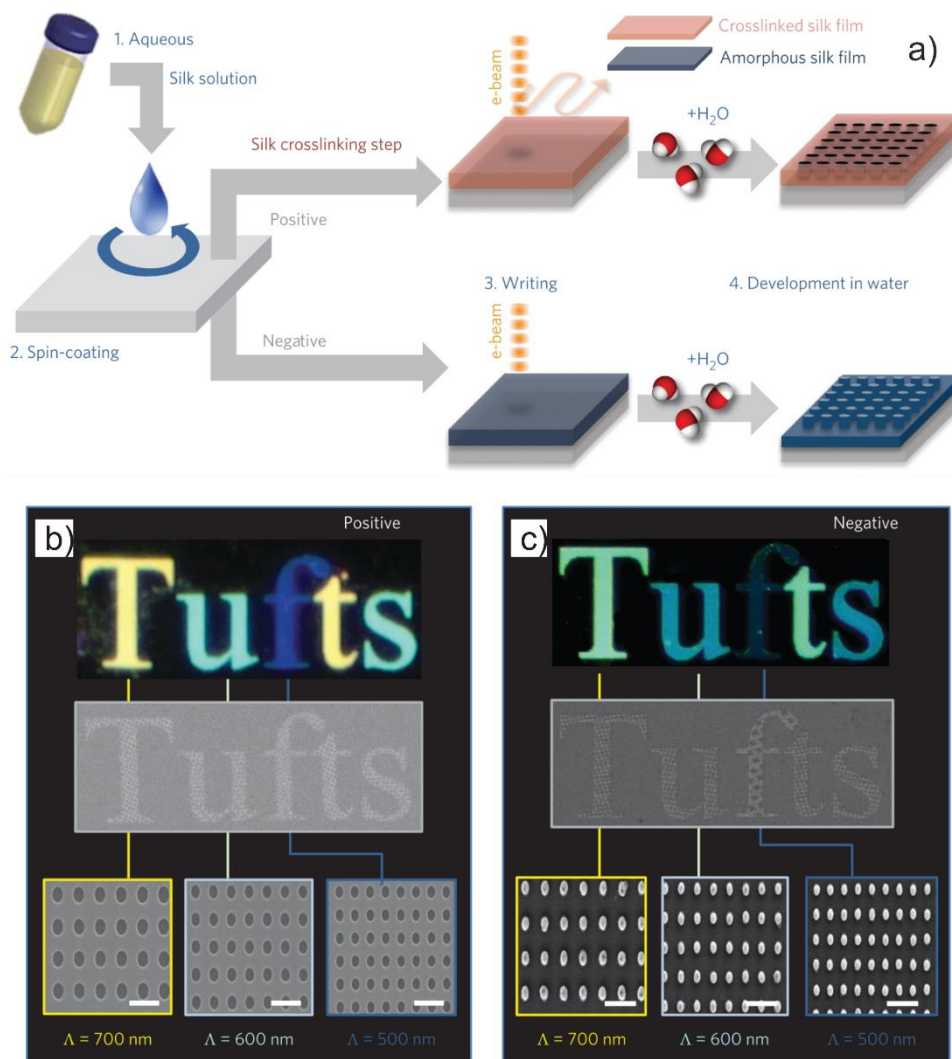 a)
1. Aqueous
Silk solution
2. Spin-coating
Silk crosslinking step
Positive
Negative
e-beam
Crosslinked silk film
Amorphous silk film
+H₂O
3. Writing
4. Development in water
e-beam
+H₂O
b)
Positive
Tufts
Tufts
Λ = 700 nm
Λ = 600 nm
Λ = 500 nm
c)
Negative
Tufts
Tufts
Λ = 700 nm
Λ = 600 nm
Λ = 500 nm